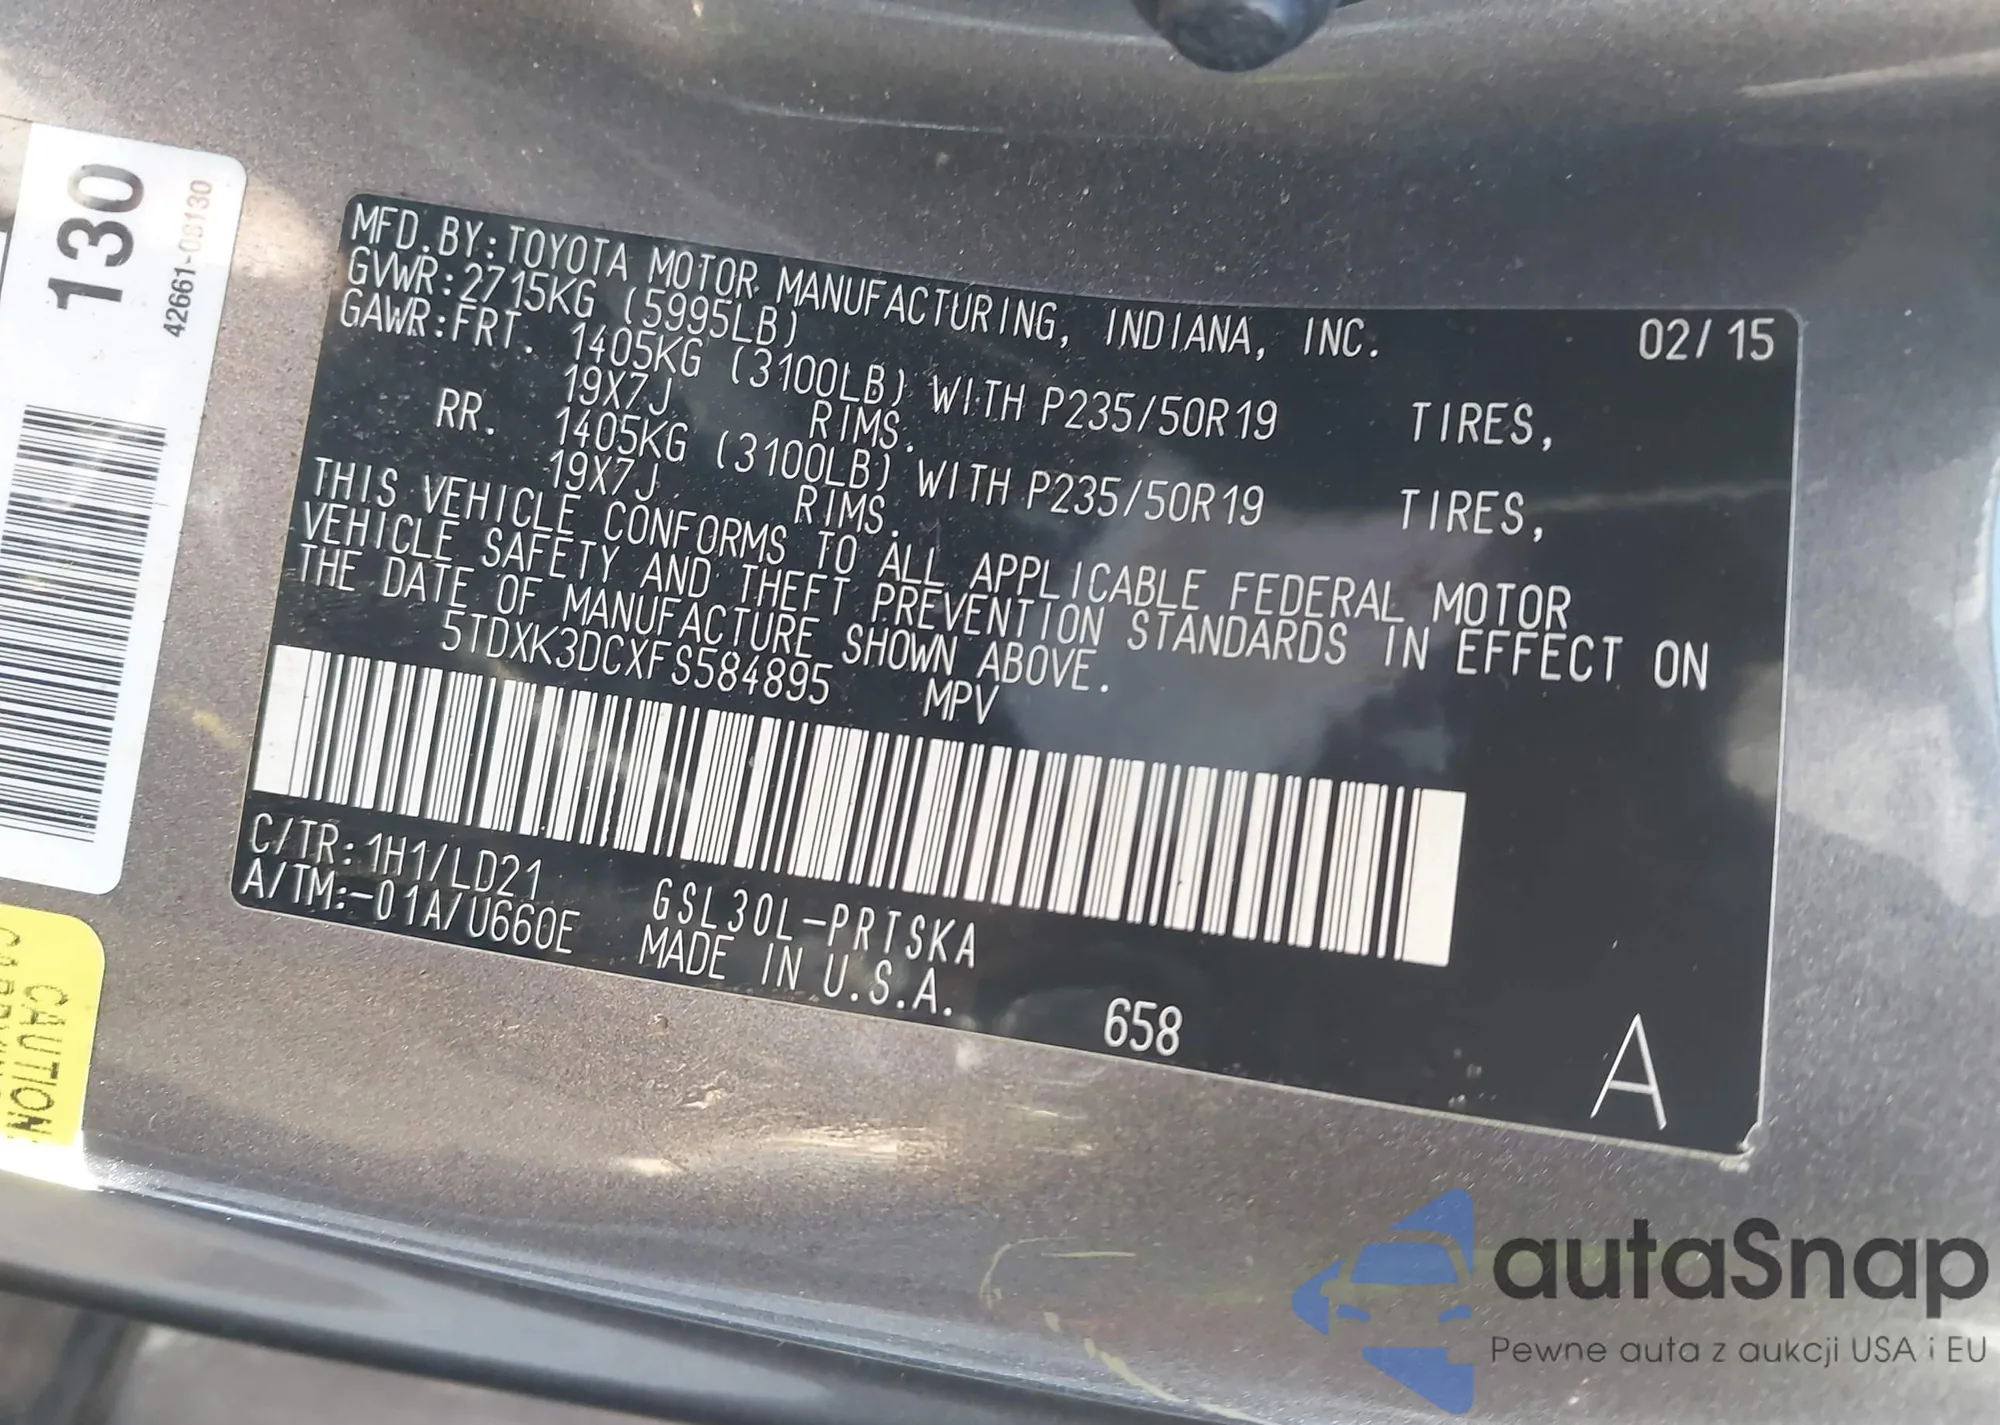 130
42661-08130
MFD. BY: TOYOTA MOTOR MANUFACTURING, INDIANA, INC. 02/15
GVWR: 2715KG (5995LB)
GAWR: FRT. 1405KG (3100LB) WITH P235/50R19 TIRES,
19X7J RIMS.
RR. 1405KG (3100LB) WITH P235/50R19 TIRES,
19X7J RIMS.
THIS VEHICLE CONFORMS TO ALL APPLICABLE FEDERAL MOTOR
VEHICLE SAFETY AND THEFT PREVENTION STANDARDS IN EFFECT ON
THE DATE OF MANUFACTURE SHOWN ABOVE.
5TDXK3DCXFS584895 MPV
C/TR: 1H1/LD21 GSL30L-PRTSKA
A/TM: -01A/U660E MADE IN U.S.A.
658
A
CAUTION
autaSnap
Pewne auta z aukcji USA i EU